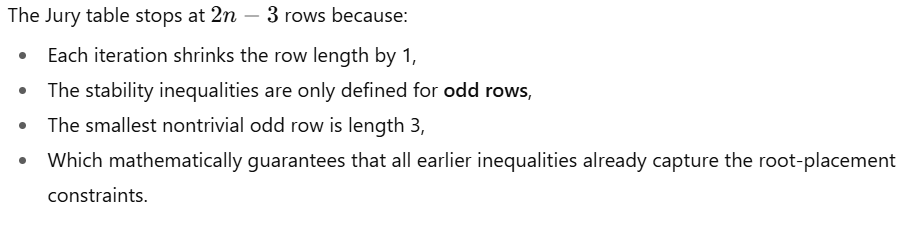 The Jury table stops at 2n − 3 rows because:
• Each iteration shrinks the row length by 1,
• The stability inequalities are only defined for odd rows,
• The smallest nontrivial odd row is length 3,
• Which mathematically guarantees that all earlier inequalities already capture the root-placement
constraints.